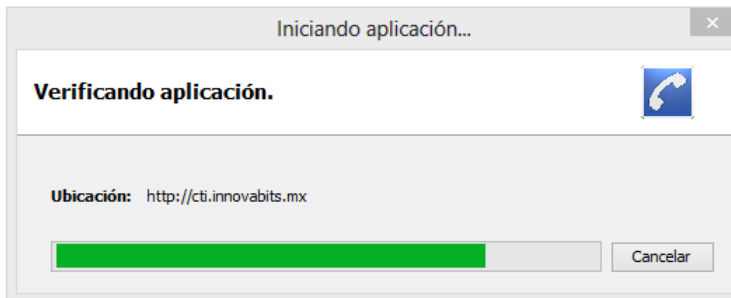 Iniciando aplicación...
Verificando aplicación.
Ubicación: http://cti.innovabits.mx
Cancelar